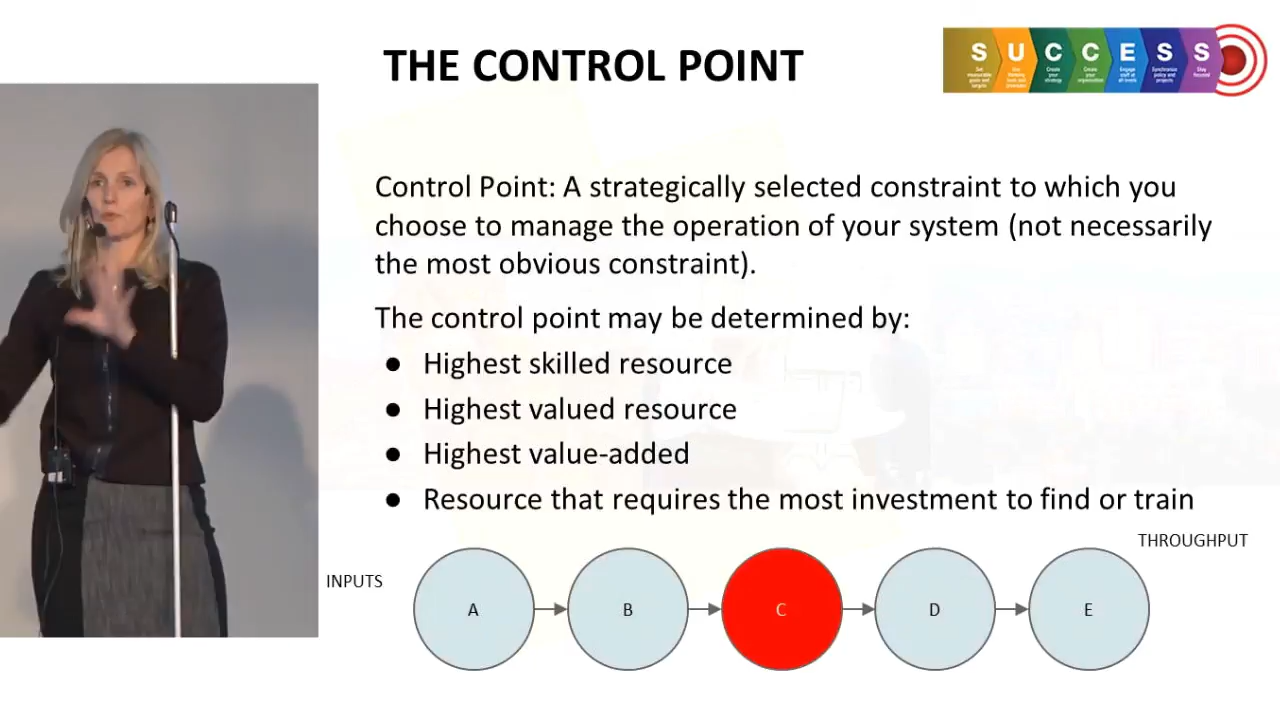 THE CONTROL POINT
S U C C E S S
Control Point: A strategically selected constraint to which you
choose to manage the operation of your system (not necessarily
the most obvious constraint).
The control point may be determined by:
● Highest skilled resource
● Highest valued resource
● Highest value-added
● Resource that requires the most investment to find or train
THROUGHPUT
INPUTS
A B C D E